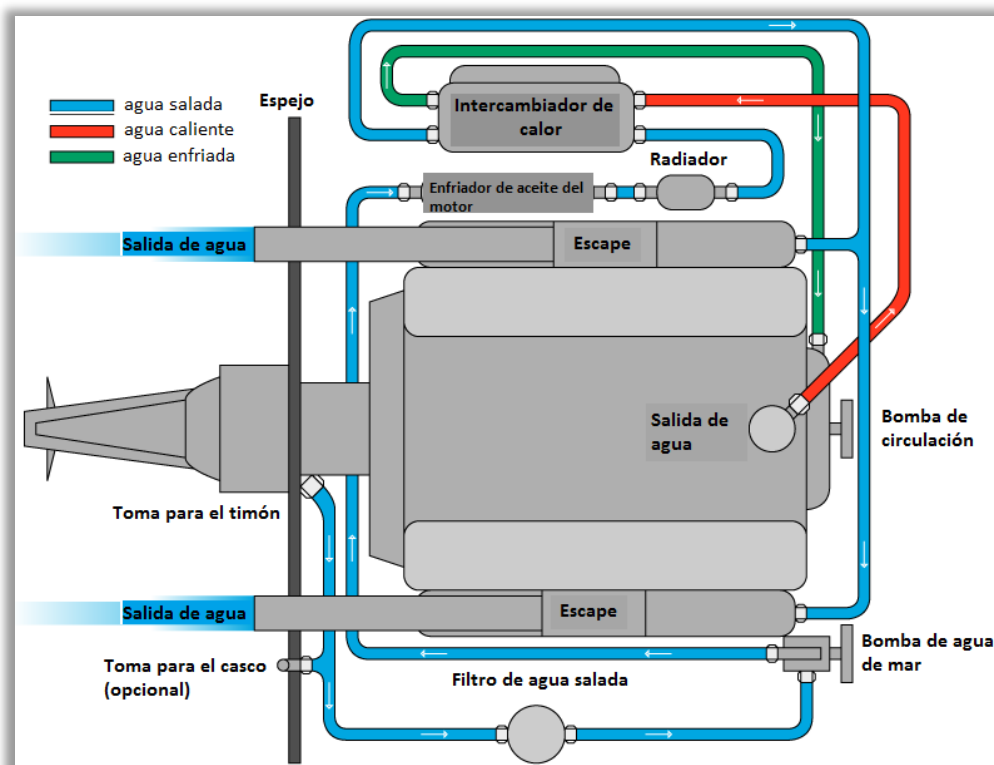 agua salada
agua caliente
agua enfriada
Espejo
Intercambiador de
calor
Radiador
Enfriador de aceite del
motor
Salida de agua
Escape
Salida de
agua
Bomba de
circulación
Toma para el timón
Salida de agua
Escape
Toma para el casco
(opcional)
Filtro de agua salada
Bomba de agua
de mar